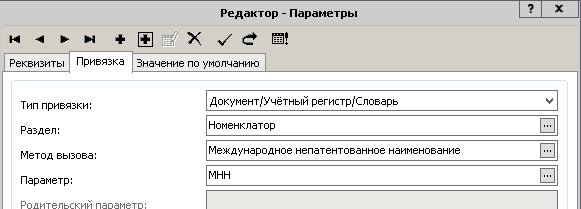 Редактор - Параметры
Реквизиты Привязка Значение по умолчанию
Тип привязки: Документ/Учётный регистр/Словарь
Раздел: Номенклатор
Метод вызова: Международное непатентованное наименование
Параметр: МНН
Родительский параметр: